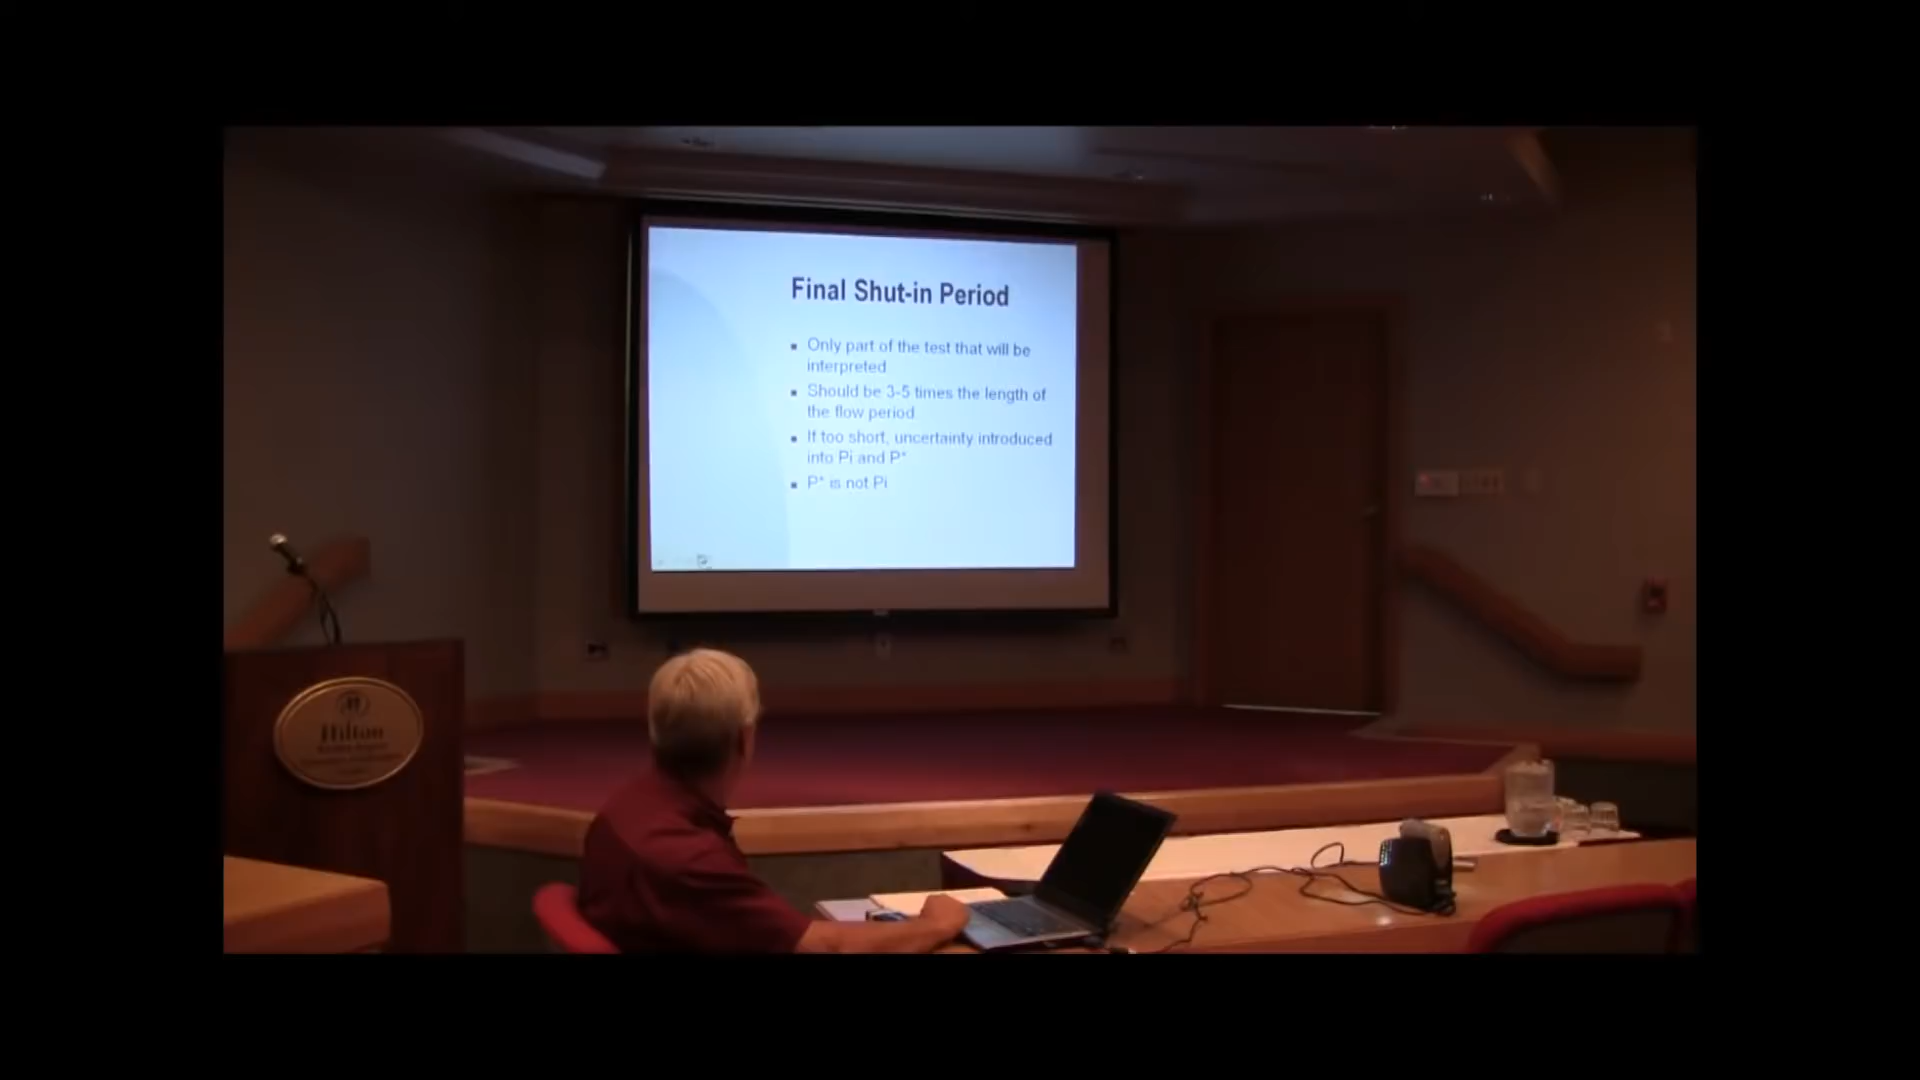 Final Shut-in Period
▪ Only part of the test that will be
interpreted
▪ Should be 3-5 times the length of
the flow period
▪ If too short, uncertainty introduced
into Pi and P*
▪ P* is not Pi
Hilton